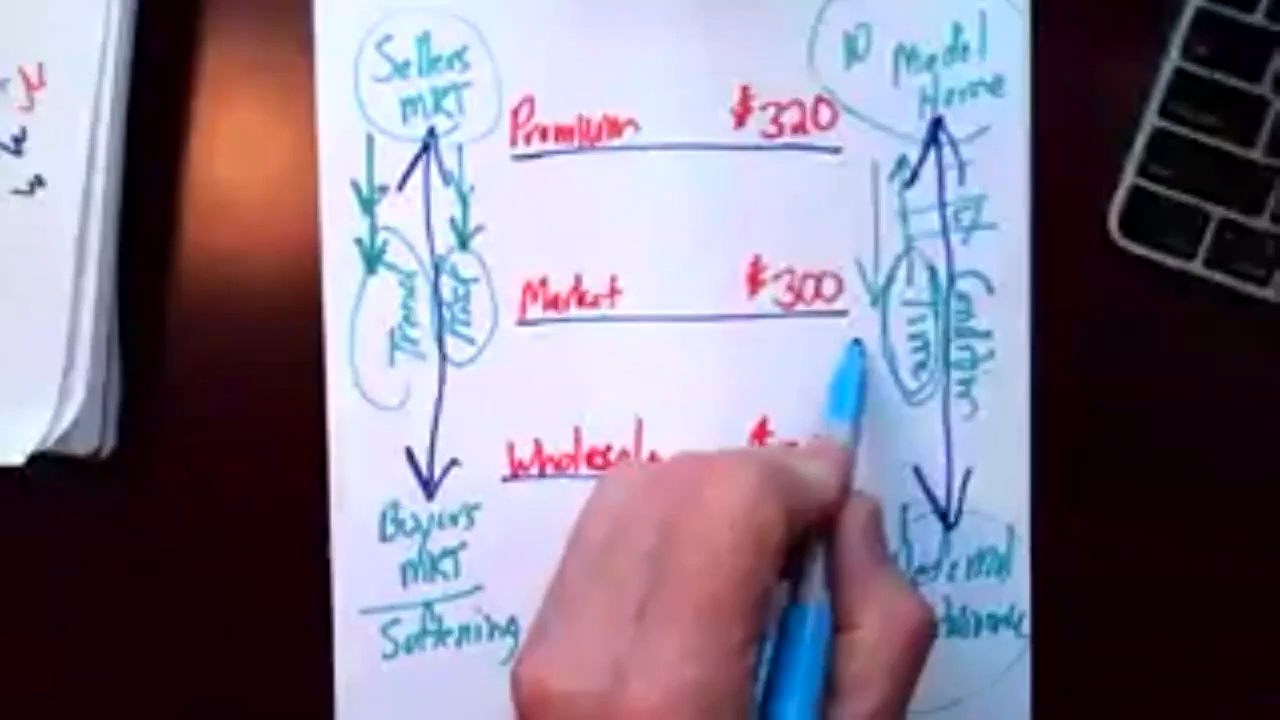 Sellers
MKT
10 Model
Home
Premium $320
Market $300
Trend
Time
Condition
Wholesale $
Buyers
MKT
Softening